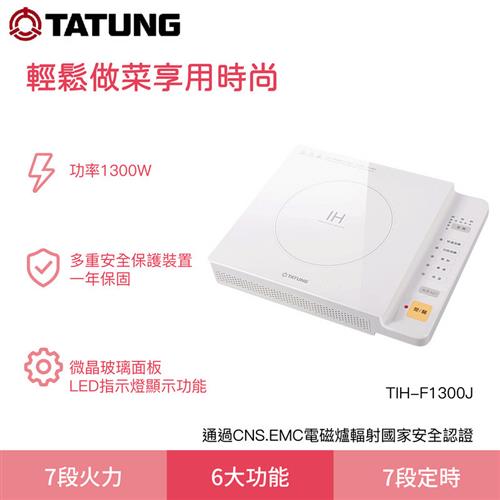 TATUNG
輕鬆做菜享用時尚
功率1300W
多重安全保護裝置
一年保固
微晶玻璃面板
LED指示燈顯示功能
IH
TATUNG
開/關
TIH-F1300J
通過CNS.EMC電磁爐輻射國家安全認證
7段火力
6大功能
7段定時